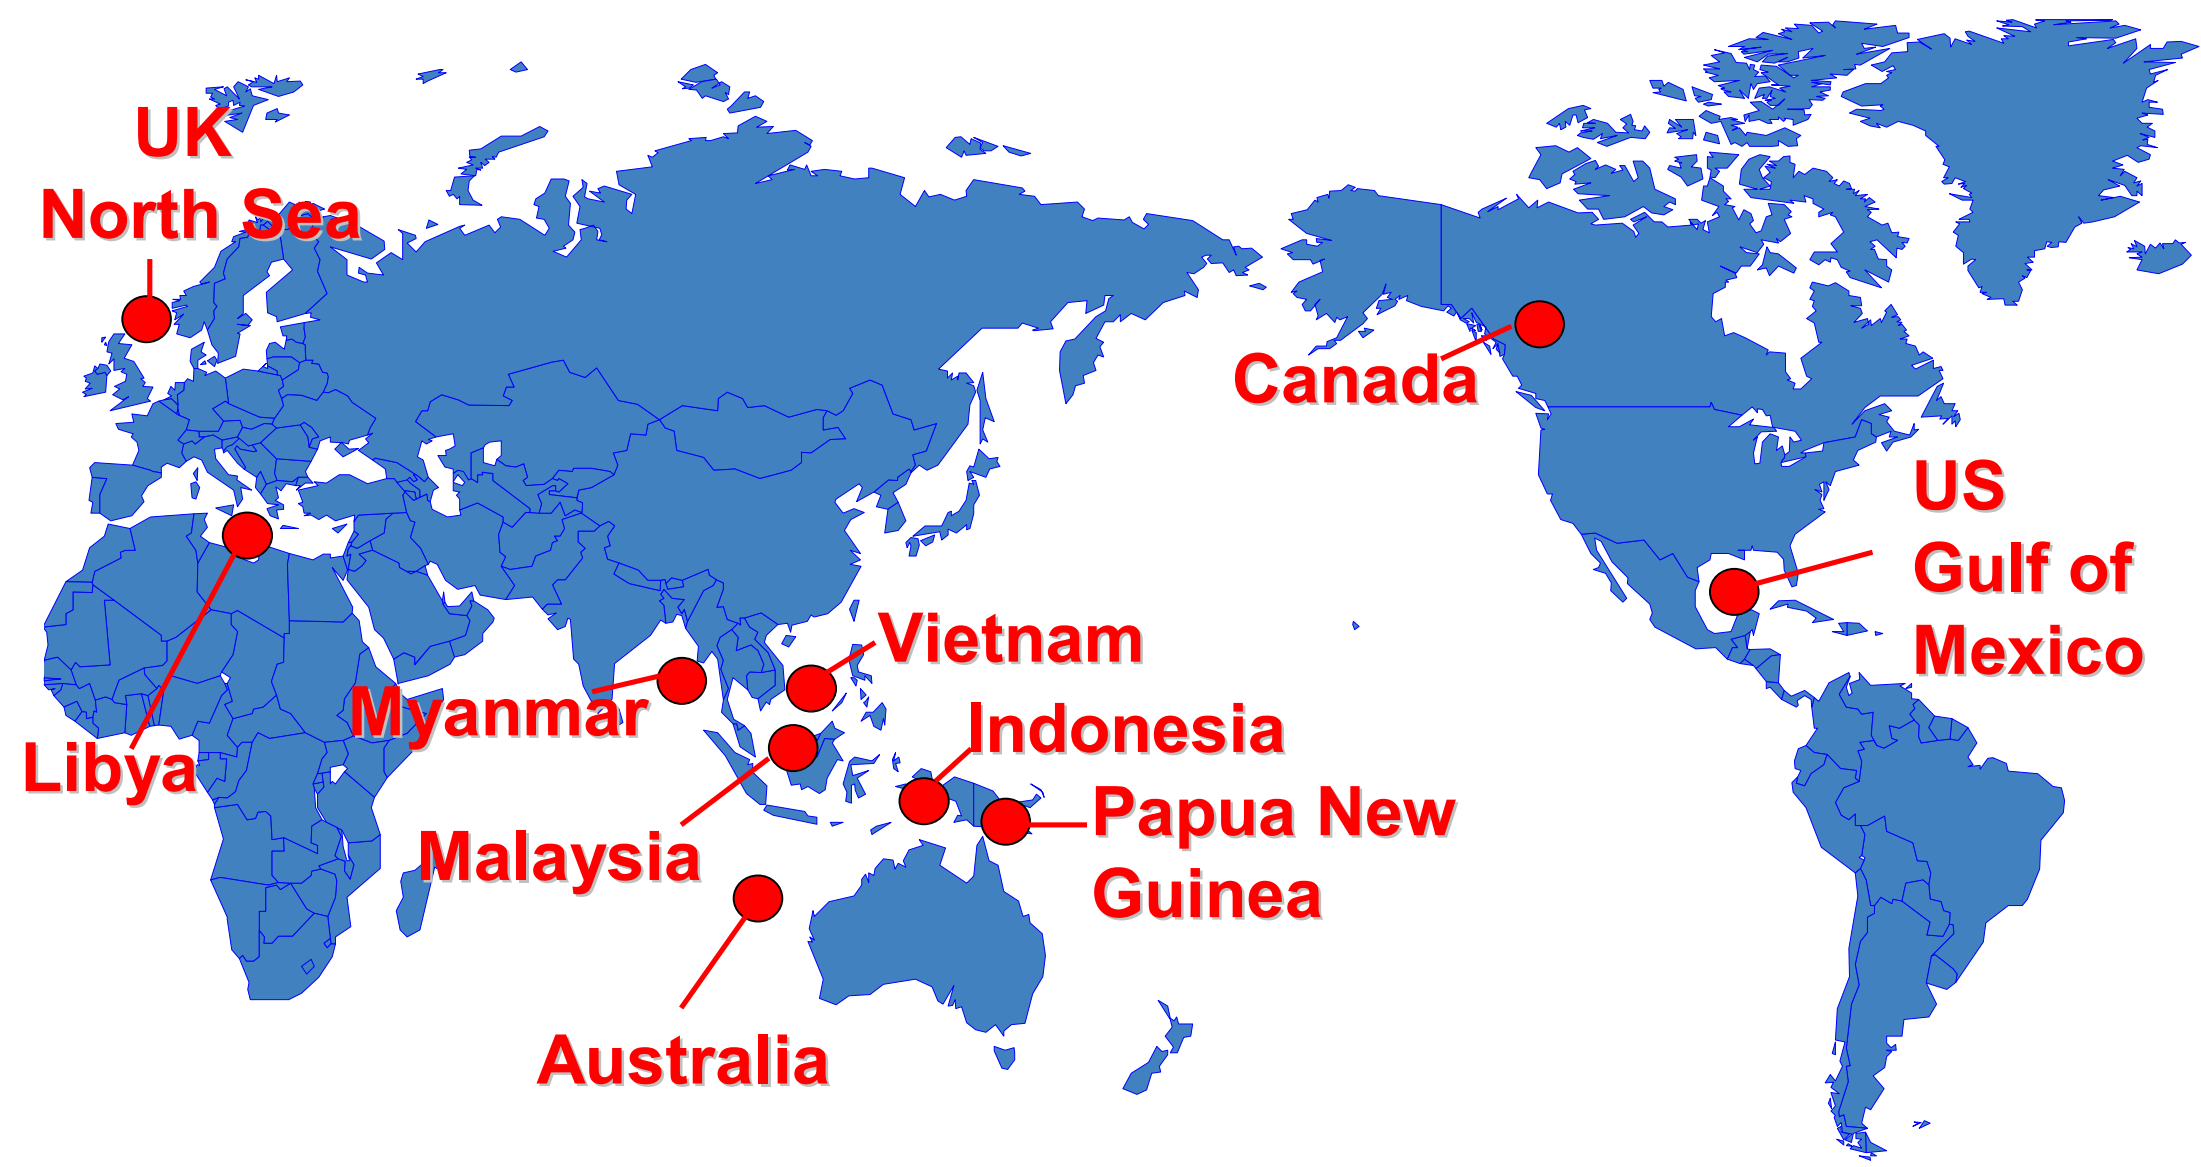 UK
North Sea
Canada
US
Gulf of
Mexico
Vietnam
Myanmar
Indonesia
Libya
Papua New
Guinea
Malaysia
Australia